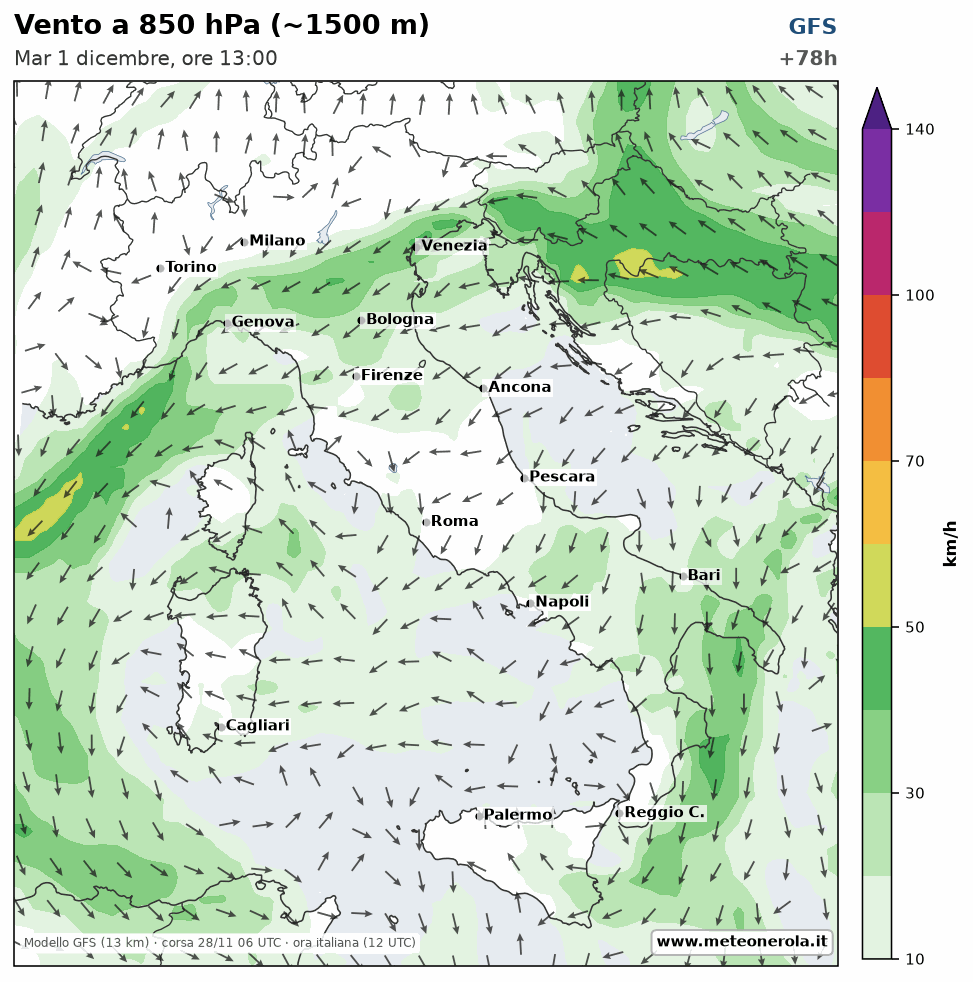 Vento a 850 hPa (~1500 m)
GFS
Mar 1 dicembre, ore 13:00
+78h
140
Milano
Venezia
Torino
100
Genova
Bologna
Firenze
Ancona
70
Pescara
Roma
km/h
Bari
Napoli
50
Cagliari
30
Palermo
Reggio C.
Modello GFS (13 km) · corsa 28/11 06 UTC · ora italiana (12 UTC)
www.meteonerola.it
10